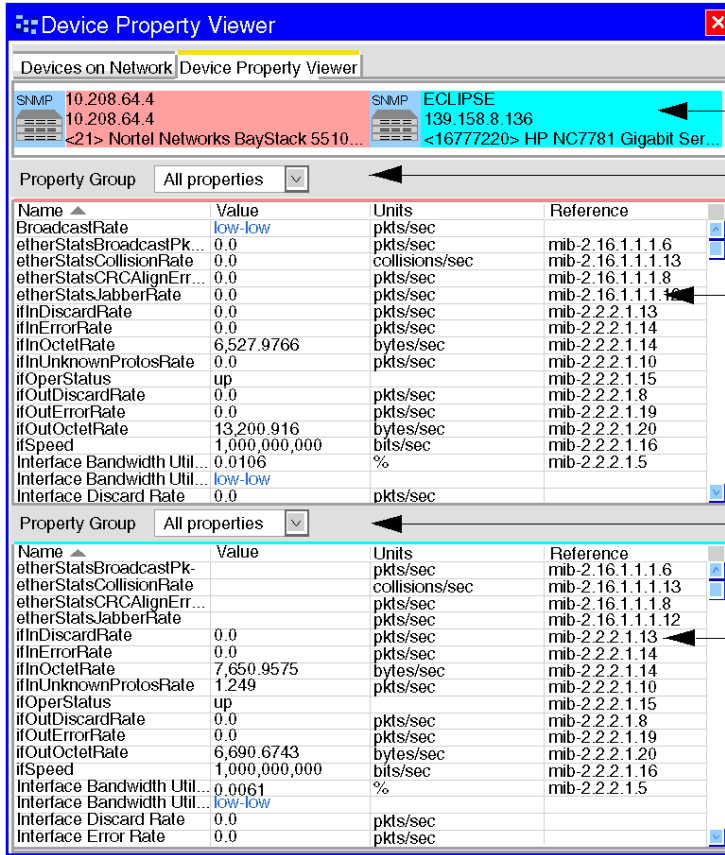 Device Property Viewer
Devices on Network Device Property Viewer
SNMP 10.208.64.4 SNMP ECLIPSE
10.208.64.4 139.158.8.136
<21> Nortel Networks BayStack 5510... <16777220> HP NC7781 Gigabit Ser...
Property Group All properties
Name Value Units Reference
BroadcastRate low-low pkts/sec
etherStatsBroadcastPk... 0.0 pkts/sec mib-2.16.1.1.1.6
etherStatsCollisionRate 0.0 collisions/sec mib-2.16.1.1.1.13
etherStatsCRCAlignErr... 0.0 pkts/sec mib-2.16.1.1.1.8
etherStatsJabberRate 0.0 pkts/sec mib-2.16.1.1.1.12
ifInDiscardRate 0.0 pkts/sec mib-2.2.2.1.13
ifInErrorRate 0.0 pkts/sec mib-2.2.2.1.14
ifInOctetRate 6,527.9766 bytes/sec mib-2.2.2.1.14
ifInUnknownProtosRate 0.0 pkts/sec mib-2.2.2.1.10
ifOperStatus up mib-2.2.2.1.15
ifOutDiscardRate 0.0 pkts/sec mib-2.2.2.1.8
ifOutErrorRate 0.0 pkts/sec mib-2.2.2.1.19
ifOutOctetRate 13,200.916 bytes/sec mib-2.2.2.1.20
ifSpeed 1,000,000,000 bits/sec mib-2.2.2.1.16
Interface Bandwidth Util... 0.0106 % mib-2.2.2.1.5
Interface Bandwidth Util... low-low
Interface Discard Rate 0.0 pkts/sec
Property Group All properties
Name Value Units Reference
etherStatsBroadcastPk- pkts/sec mib-2.16.1.1.1.6
etherStatsCollisionRate collisions/sec mib-2.16.1.1.1.13
etherStatsCRCAlignErr... pkts/sec mib-2.16.1.1.1.8
etherStatsJabberRate pkts/sec mib-2.16.1.1.1.12
ifInDiscardRate 0.0 pkts/sec mib-2.2.2.1.13
ifInErrorRate 0.0 pkts/sec mib-2.2.2.1.14
ifInOctetRate 7,650.9575 bytes/sec mib-2.2.2.1.14
ifInUnknownProtosRate 1.249 pkts/sec mib-2.2.2.1.10
ifOperStatus up mib-2.2.2.1.15
ifOutDiscardRate 0.0 pkts/sec mib-2.2.2.1.8
ifOutErrorRate 0.0 pkts/sec mib-2.2.2.1.19
ifOutOctetRate 6,690.6743 bytes/sec mib-2.2.2.1.20
ifSpeed 1,000,000,000 bits/sec mib-2.2.2.1.16
Interface Bandwidth Util... 0.0061 % mib-2.2.2.1.5
Interface Bandwidth Util... low-low
Interface Discard Rate 0.0 pkts/sec
Interface Error Rate 0.0 pkts/sec